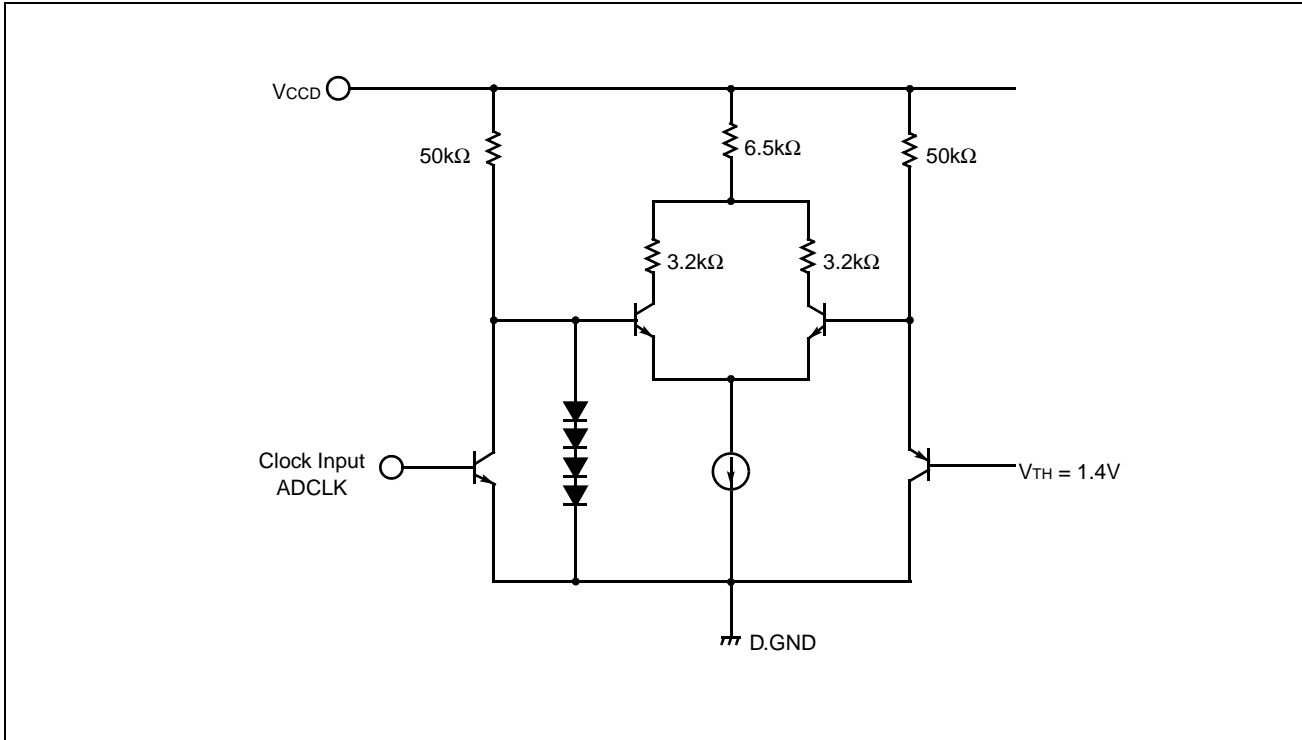 VCCD
50kΩ
6.5kΩ
50kΩ
3.2kΩ
3.2kΩ
Clock Input
ADCLK
VTH = 1.4V
D.GND